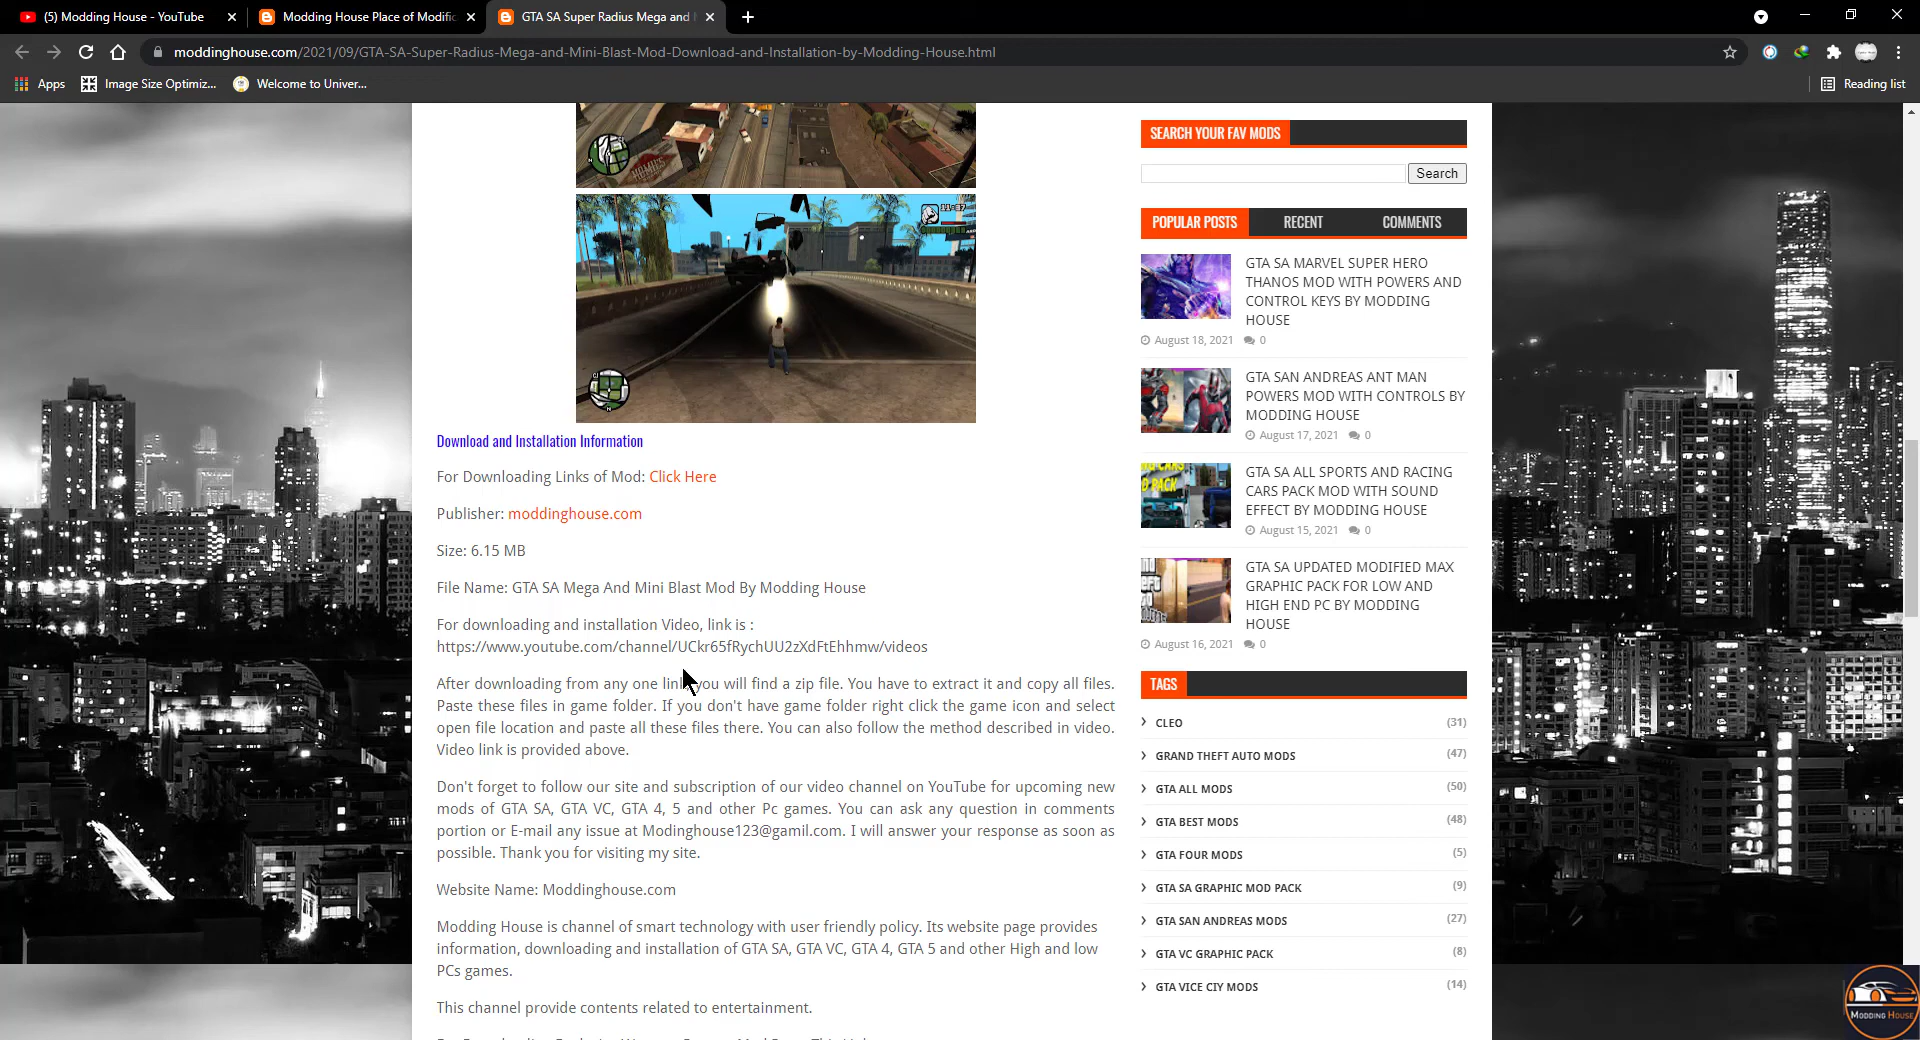 (5) Modding House - YouTube
Modding House Place of Modific
GTA SA Super Radius Mega and
moddinghouse.com/2021/09/GTA-SA-Super-Radius-Mega-and-Mini-Blast-Mod-Download-and-Installation-by-Modding-House.html
Apps
Image Size Optimiz...
Welcome to Univer...
Reading list
Download and Installation Information
For Downloading Links of Mod: Click Here
Publisher: moddinghouse.com
Size: 6.15 MB
File Name: GTA SA Mega And Mini Blast Mod By Modding House
For downloading and installation Video, link is :
https://www.youtube.com/channel/UCkr65fRychUU2zXdFtEhhmw/videos
After downloading from any one link you will find a zip file. You have to extract it and copy all files.
Paste these files in game folder. If you don't have game folder right click the game icon and select
open file location and paste all these files there. You can also follow the method described in video.
Video link is provided above.
Don't forget to follow our site and subscription of our video channel on YouTube for upcoming new
mods of GTA SA, GTA VC, GTA 4, 5 and other Pc games. You can ask any question in comments
portion or E-mail any issue at Modinghouse123@gamil.com. I will answer your response as soon as
possible. Thank you for visiting my site.
Website Name: Moddinghouse.com
Modding House is channel of smart technology with user friendly policy. Its website page provides
information, downloading and installation of GTA SA, GTA VC, GTA 4, GTA 5 and other High and low
PCs games.
This channel provide contents related to entertainment.
SEARCH YOUR FAV MODS
Search
POPULAR POSTS
RECENT
COMMENTS
GTA SA MARVEL SUPER HERO
THANOS MOD WITH POWERS AND
CONTROL KEYS BY MODDING
HOUSE
August 18, 2021 0
GTA SAN ANDREAS ANT MAN
POWERS MOD WITH CONTROLS BY
MODDING HOUSE
August 17, 2021 0
GTA SA ALL SPORTS AND RACING
CARS PACK MOD WITH SOUND
EFFECT BY MODDING HOUSE
August 15, 2021 0
GTA SA UPDATED MODIFIED MAX
GRAPHIC PACK FOR LOW AND
HIGH END PC BY MODDING
HOUSE
August 16, 2021 0
TAGS
CLEO (31)
GRAND THEFT AUTO MODS (47)
GTA ALL MODS (50)
GTA BEST MODS (48)
GTA FOUR MODS (5)
GTA SA GRAPHIC MOD PACK (9)
GTA SAN ANDREAS MODS (27)
GTA VC GRAPHIC PACK (8)
GTA VICE CIY MODS (14)
MODDING HOUSE